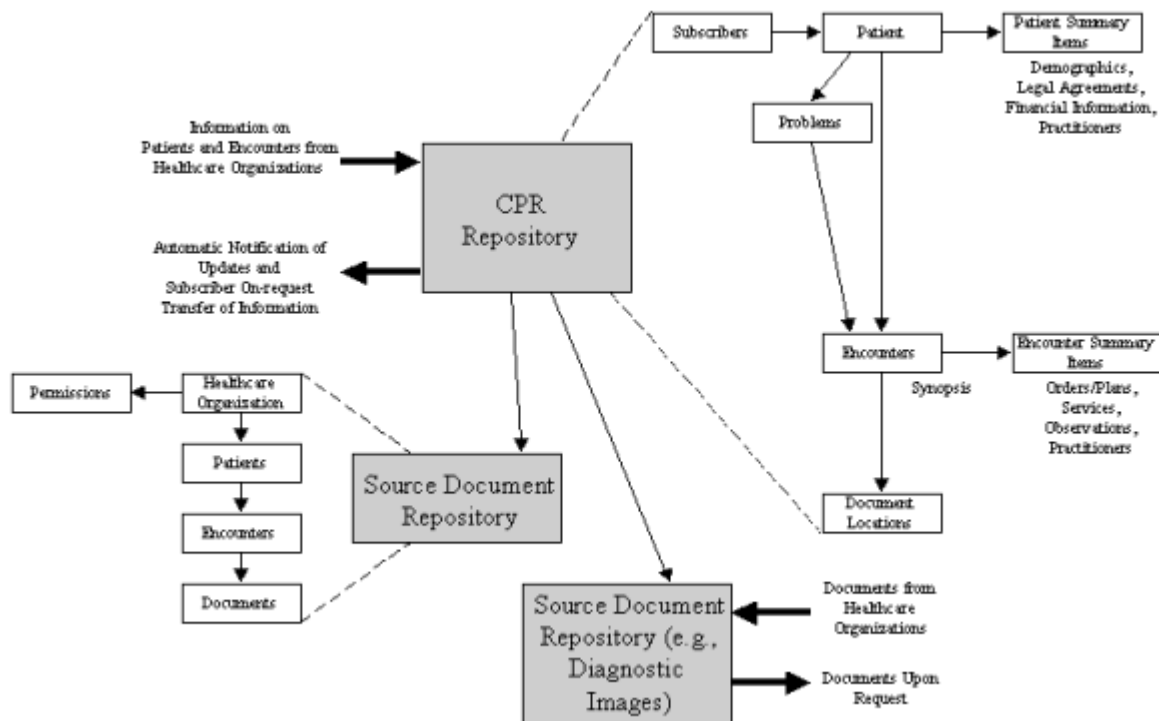 Subscribers
Patient
Patient Summary
Items
Demographics,
Legal Agreements,
Financial Information,
Practitioners
Problems
Information on
Patients and Encounters from
Healthcare Organizations
CPR
Repository
Automatic Notification of
Updates and
Subscriber On-request
Transfer of Information
Encounters
Synopsis
Encounter Summary
Items
Orders/Plans,
Services,
Observations,
Practitioners
Document
Locations
Permissions
Healthcare
Organization
Patients
Encounters
Documents
Source Document
Repository
Source Document
Repository (e.g.,
Diagnostic
Images)
Documents from
Healthcare
Organizations
Documents Upon
Request